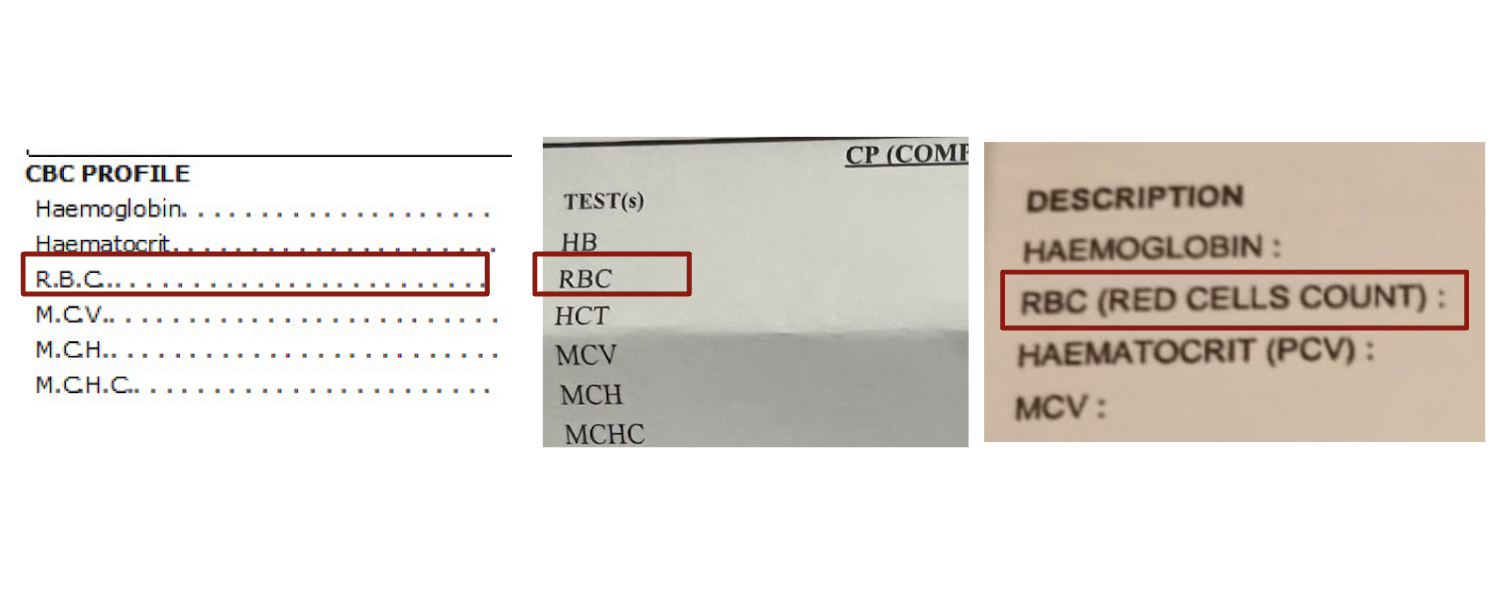 CBC PROFILE
Haemoglobin. . . . . . . . . . . . . . . . . . . .
Haematocrit. . . . . . . . . . . . . . . . . . . . .
R.B.C.. . . . . . . . . . . . . . . . . . . . . . . . .
M.C.V.. . . . . . . . . . . . . . . . . . . . . . . . .
M.C.H.. . . . . . . . . . . . . . . . . . . . . . . . .
M.C.H.C.. . . . . . . . . . . . . . . . . . . . . . .
CP (COMP
TEST(s)
HB
RBC
HCT
MCV
MCH
MCHC
DESCRIPTION
HAEMOGLOBIN :
RBC (RED CELLS COUNT) :
HAEMATOCRIT (PCV) :
MCV :